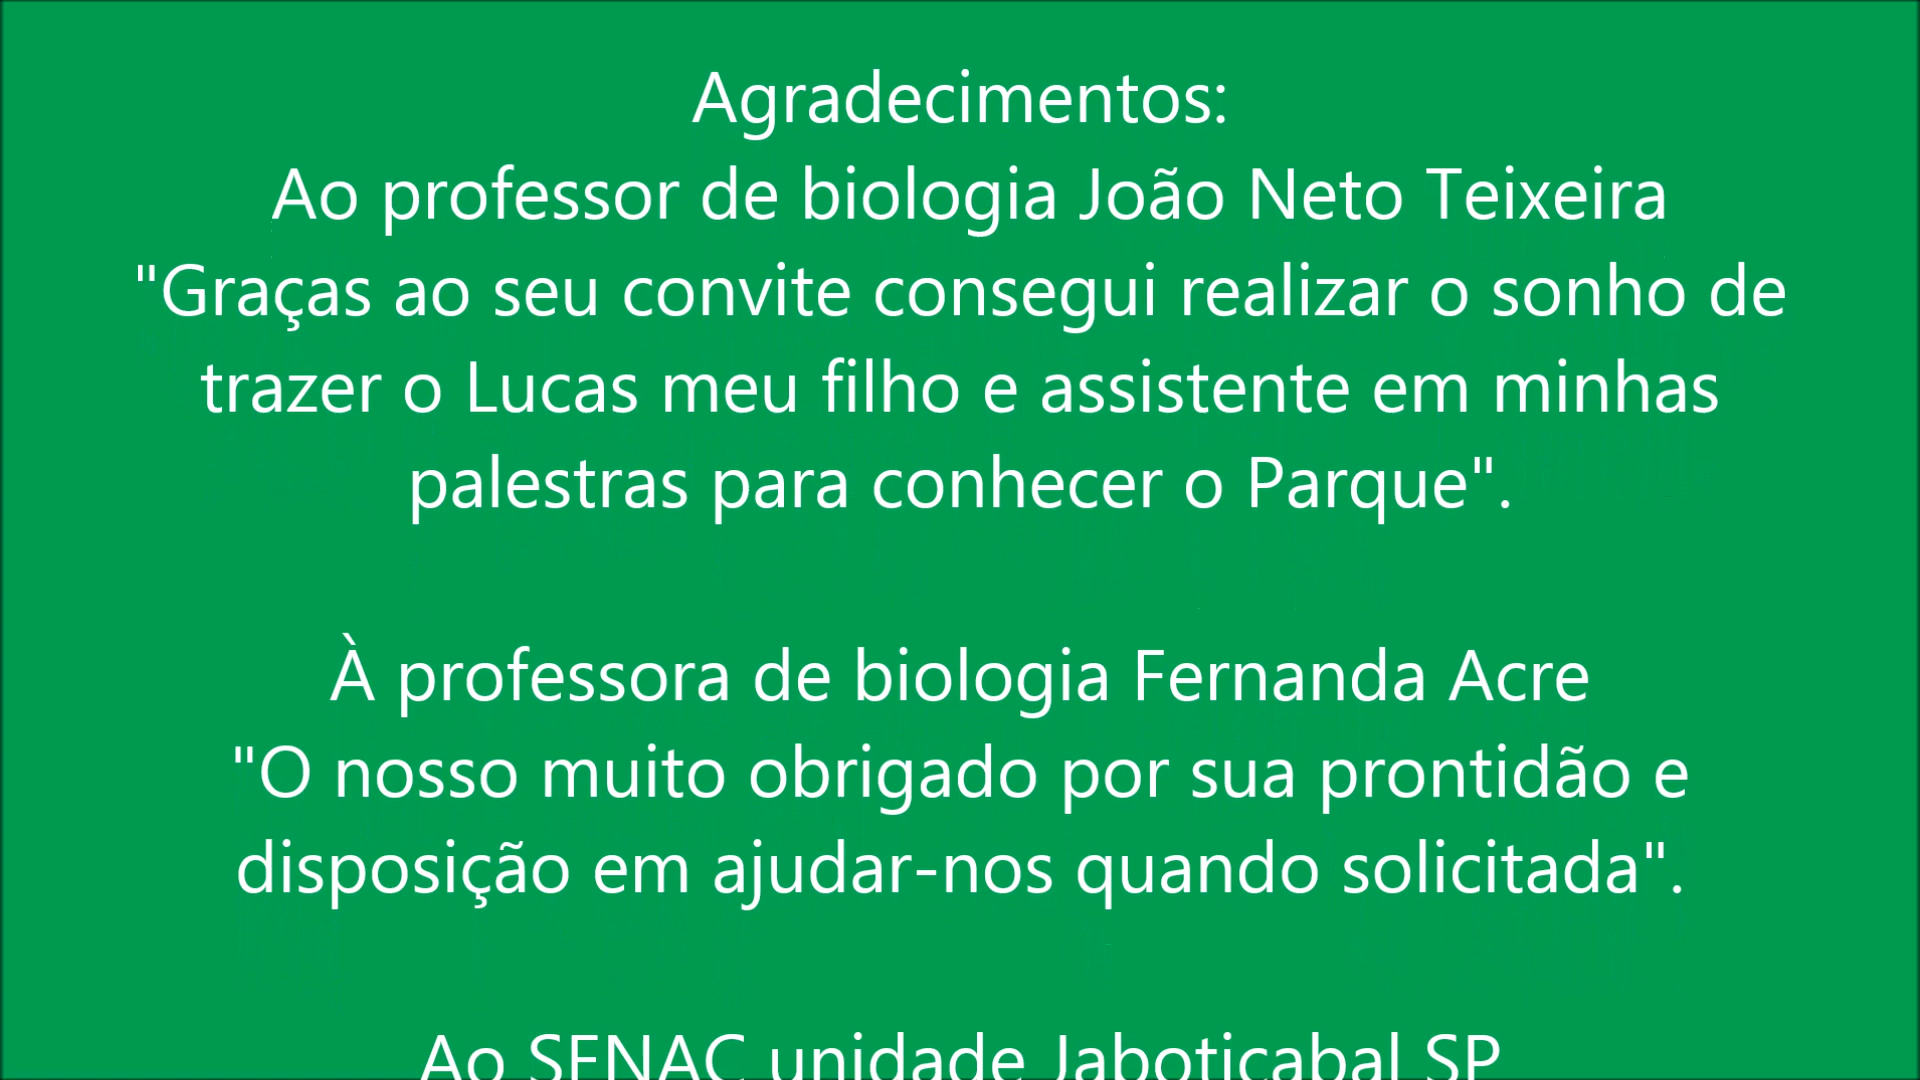 Agradecimentos:
Ao professor de biologia João Neto Teixeira
"Graças ao seu convite consegui realizar o sonho de
trazer o Lucas meu filho e assistente em minhas
palestras para conhecer o Parque".
À professora de biologia Fernanda Acre
"O nosso muito obrigado por sua prontidão e
disposição em ajudar-nos quando solicitada".
Ao SENAC unidade Jaboticabal SP